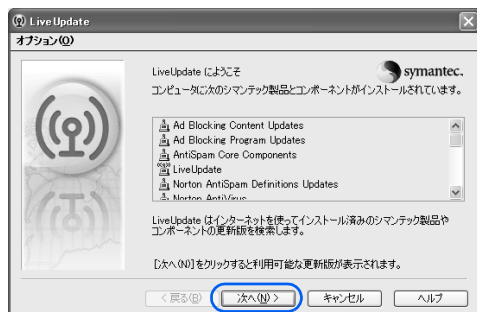 LiveUpdate
オプション(O)
LiveUpdate にようこそ
symantec.
コンピュータに次のシマンテック製品とコンポーネントがインストールされています。
Ad Blocking Content Updates
Ad Blocking Program Updates
AntiSpam Core Components
LiveUpdate
Norton AntiSpam Definitions Updates
Norton AntiVirus
LiveUpdate はインターネットを使ってインストール済みのシマンテック製品や
コンポーネントの更新版を検索します。
[次へ(N)]をクリックすると利用可能な更新版が表示されます。
< 戻る(B)
次へ(N) >
キャンセル
ヘルプ